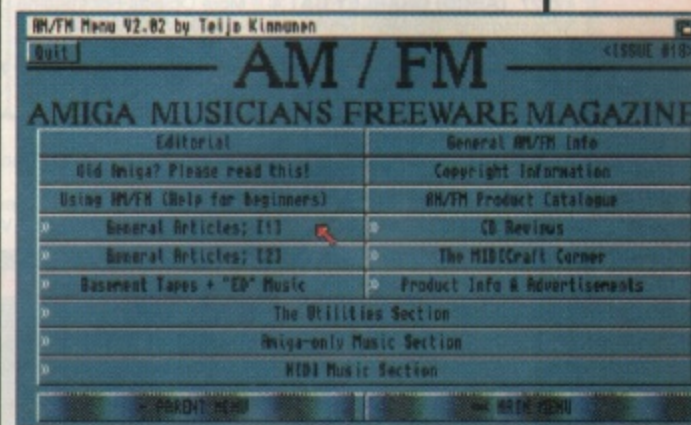 AM/FM Menu V2.02 by Teijo Kinnunen
Quit
<ISSUE #18>
AM / FM
AMIGA MUSICIANS FREEWARE MAGAZINE
Editorial
General AM/FM Info
Old Amiga? Please read this!
Copyright Information
Using AM/FM (Help for beginners)
AM/FM Product Catalogue
» General Articles; [1]
» CD Reviews
» General Articles; [2]
» The MIDICraft Corner
» Basement Tapes + "ED" Music
» Product Info & Advertisements
» The Utilities Section
» Amiga-only Music Section
» MIDI Music Section
PARENT MENU
MAIN MENU